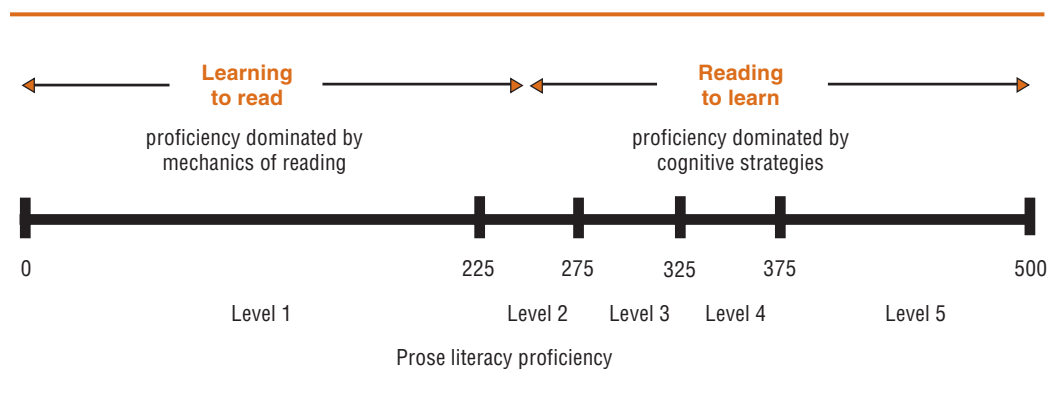 Learning
to read
Reading
to learn
proficiency dominated by
mechanics of reading
proficiency dominated by
cognitive strategies
0 225 275 325 375 500
Level 1 Level 2 Level 3 Level 4 Level 5
Prose literacy proficiency